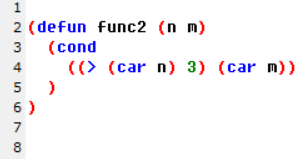 1
2 (defun func2 (n m)
3   (cond
4     ((> (car n) 3) (car m))
5   )
6 )
7
8